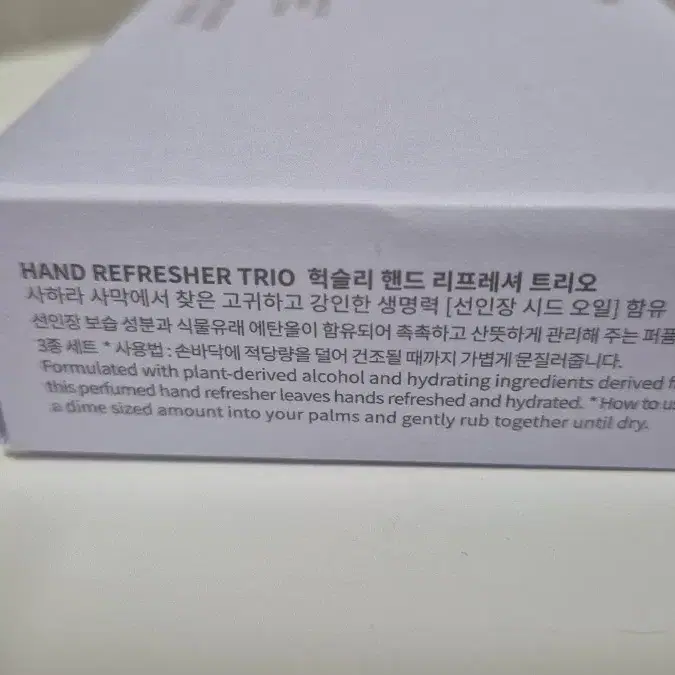 HAND REFRESHER TRIO 헉슬리 핸드 리프레셔 트리오
사하라 사막에서 찾은 고귀하고 강인한 생명력 [선인장 시드 오일] 함유
선인장 보습 성분과 식물유래 에탄올이 함유되어 촉촉하고 산뜻하게 관리해 주는 퍼퓸
3종 세트 * 사용법 : 손바닥에 적당량을 덜어 건조될 때까지 가볍게 문질러줍니다.
Formulated with plant-derived alcohol and hydrating ingredients derived
this perfumed hand refresher leaves hands refreshed and hydrated. * How to
a dime sized amount into your palms and gently rub together until dry.